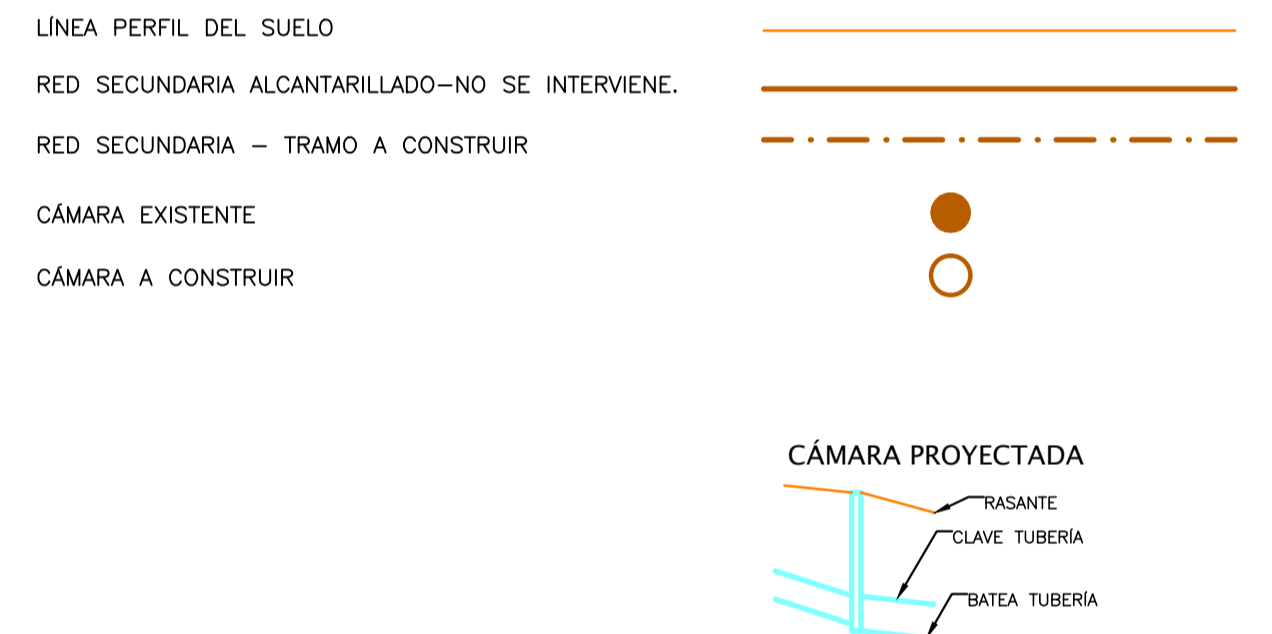 LÍNEA PERFIL DEL SUELO
RED SECUNDARIA ALCANTARILLADO–NO SE INTERVIENE.
RED SECUNDARIA – TRAMO A CONSTRUIR
CÁMARA EXISTENTE
CÁMARA A CONSTRUIR
CÁMARA PROYECTADA
RASANTE
CLAVE TUBERÍA
BATEA TUBERÍA